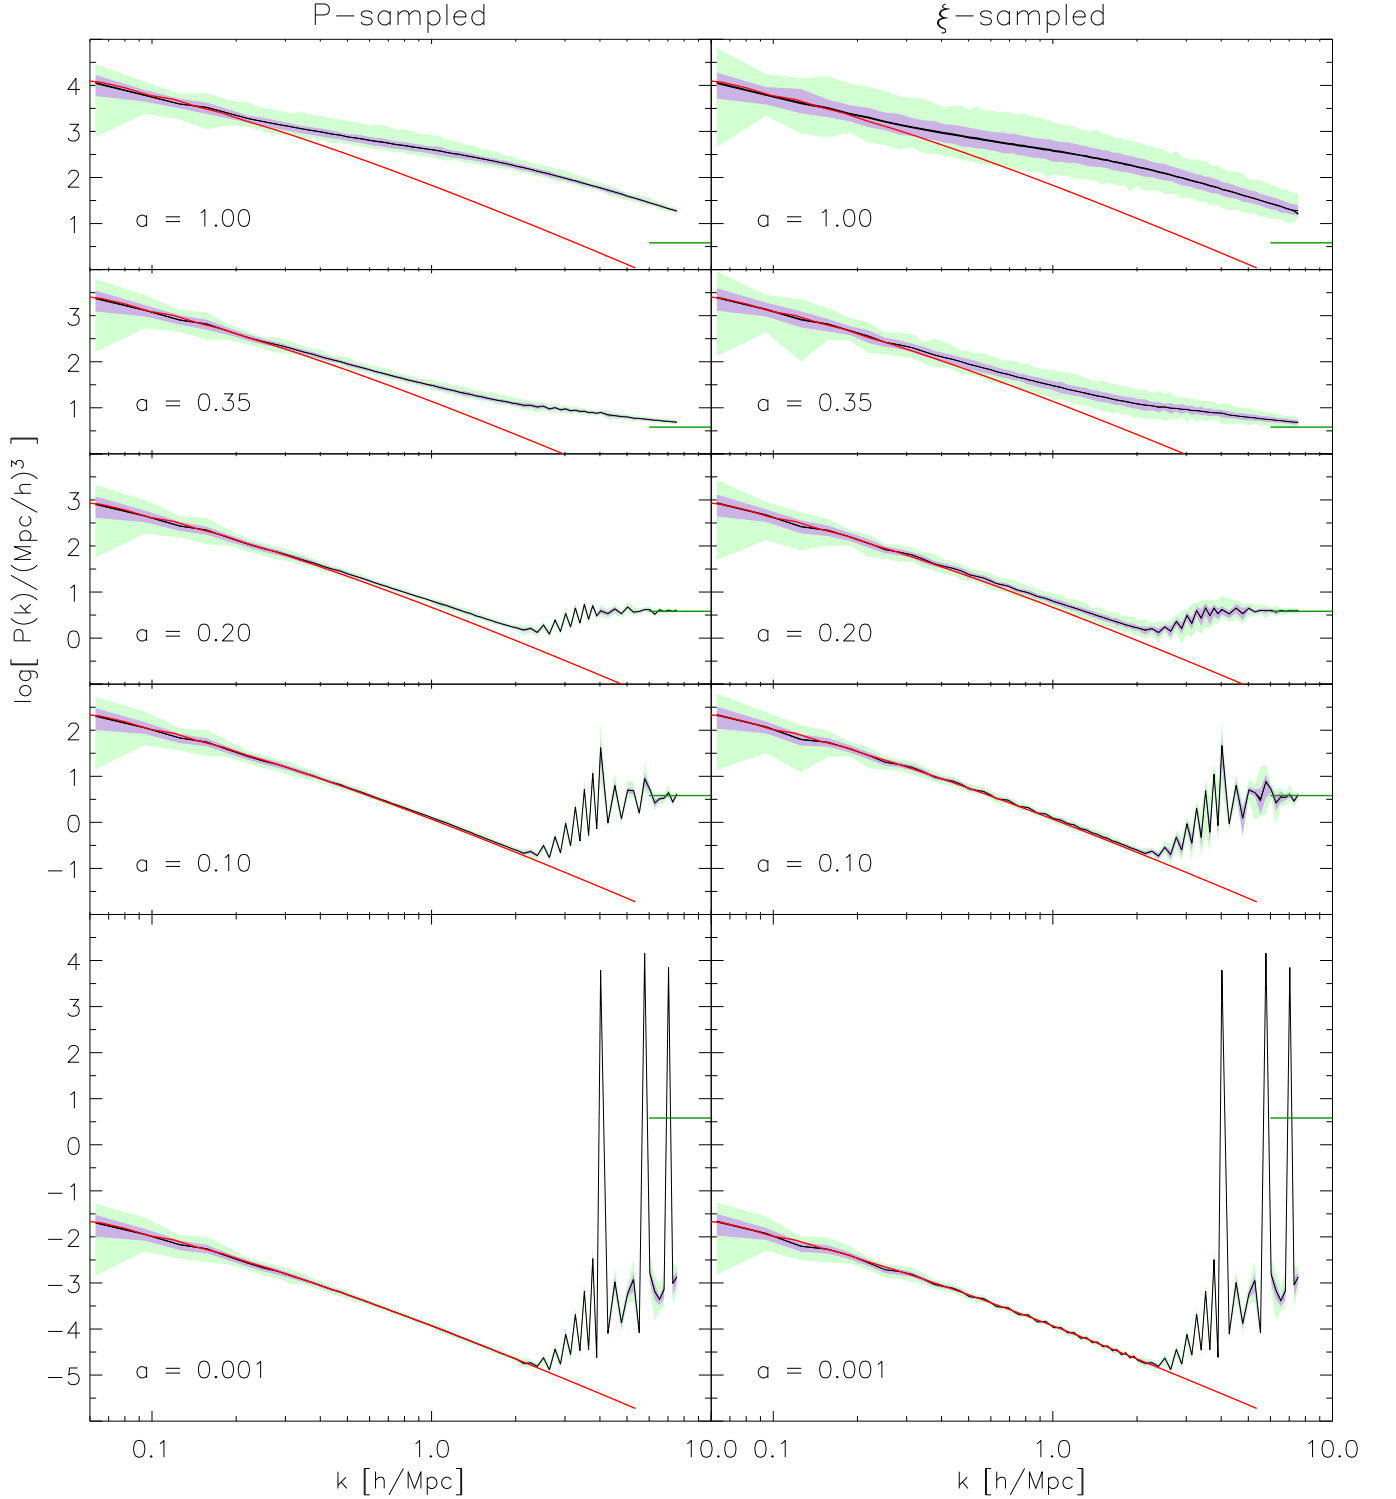 P-sampled
ξ-sampled
log[ P(k)/(Mpc/h)³ ]
4
3
2
1
a = 1.00
a = 1.00
3
2
1
a = 0.35
a = 0.35
3
2
1
0
a = 0.20
a = 0.20
2
1
0
-1
a = 0.10
a = 0.10
4
3
2
1
0
-1
-2
-3
-4
-5
a = 0.001
a = 0.001
0.1 1.0 10.0 0.1 1.0 10.0
k [h/Mpc]
k [h/Mpc]